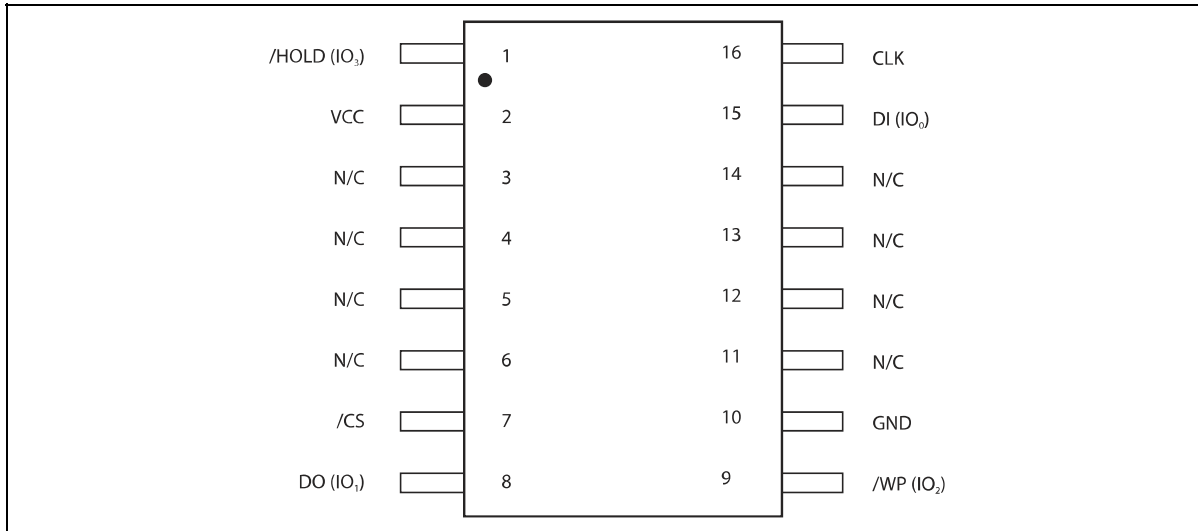 /HOLD (IO₃) 1 16 CLK
VCC 2 15 DI (IO₀)
N/C 3 14 N/C
N/C 4 13 N/C
N/C 5 12 N/C
N/C 6 11 N/C
/CS 7 10 GND
DO (IO₁) 8 9 /WP (IO₂)